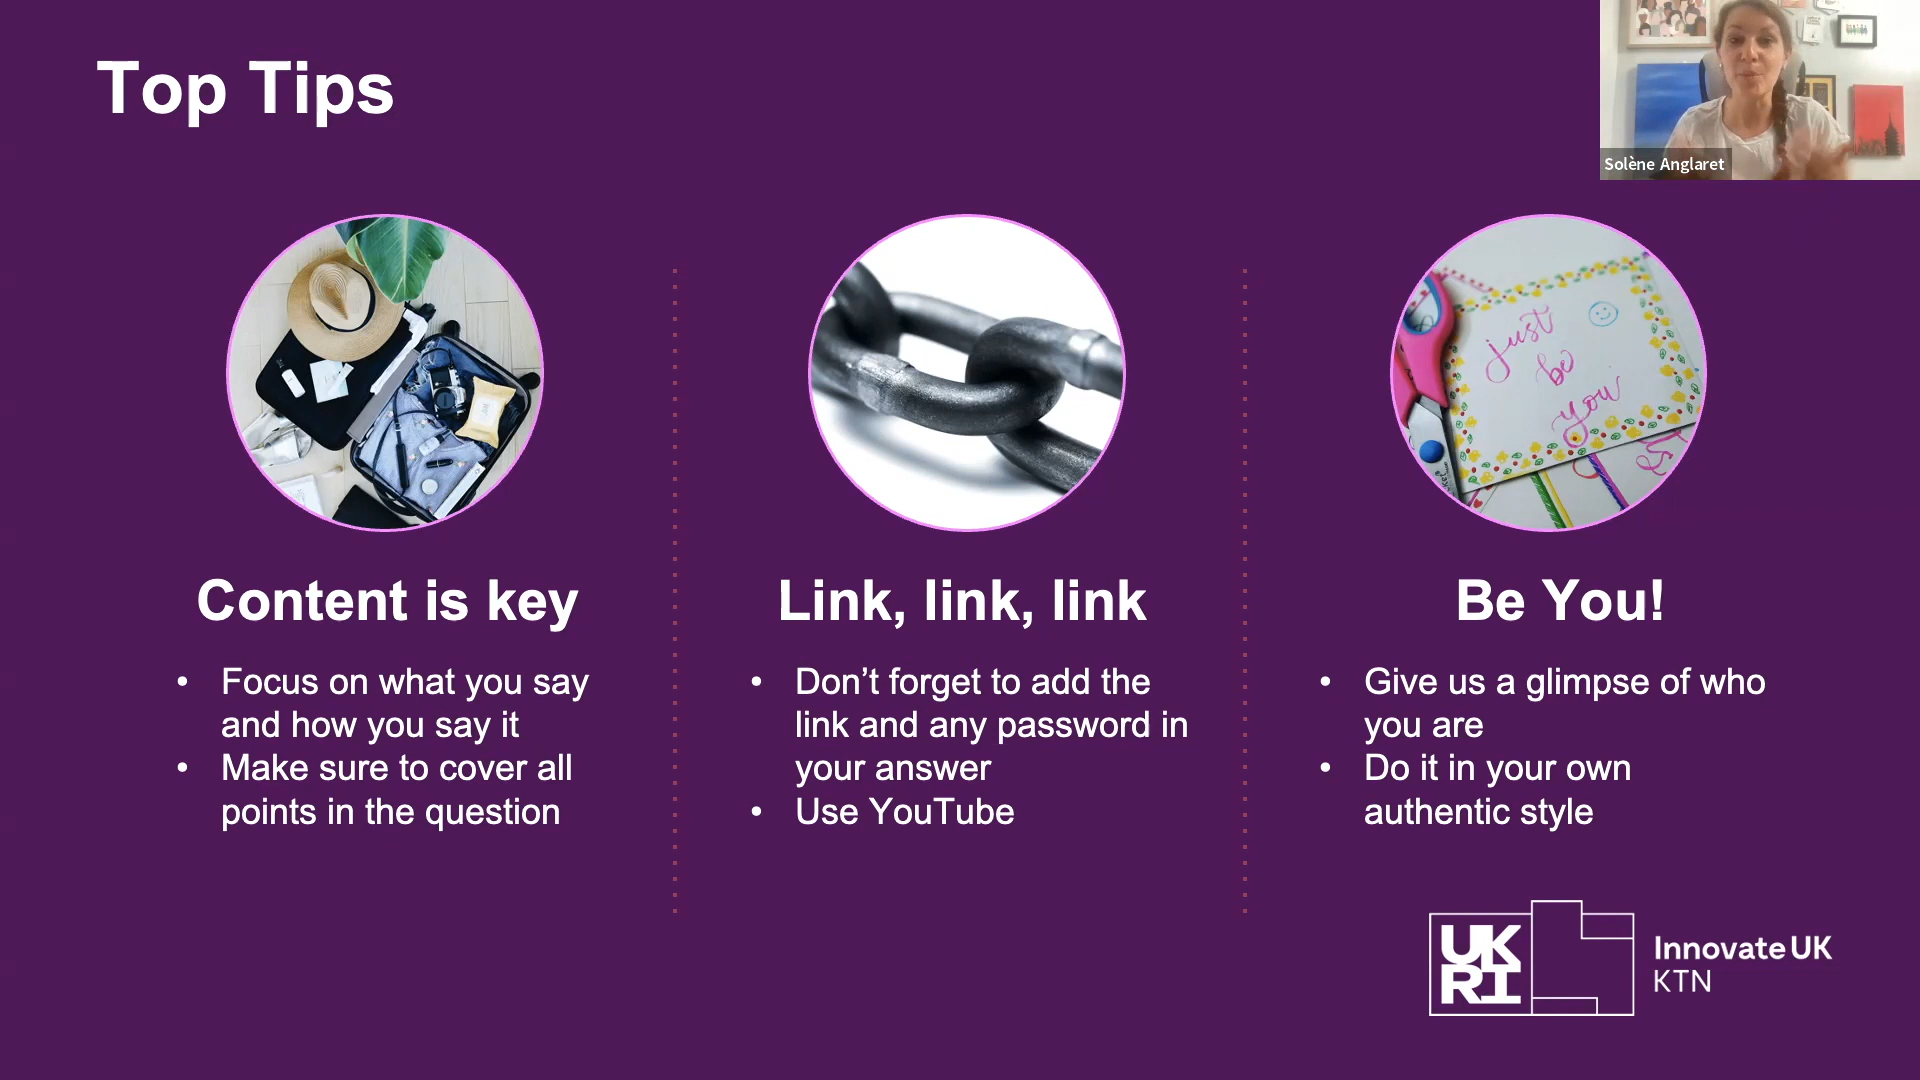 Top Tips
Solène Anglaret
just
be
you
Content is key
• Focus on what you say
and how you say it
• Make sure to cover all
points in the question
Link, link, link
• Don’t forget to add the
link and any password in
your answer
• Use YouTube
Be You!
• Give us a glimpse of who
you are
• Do it in your own
authentic style
UK
RI
Innovate UK
KTN